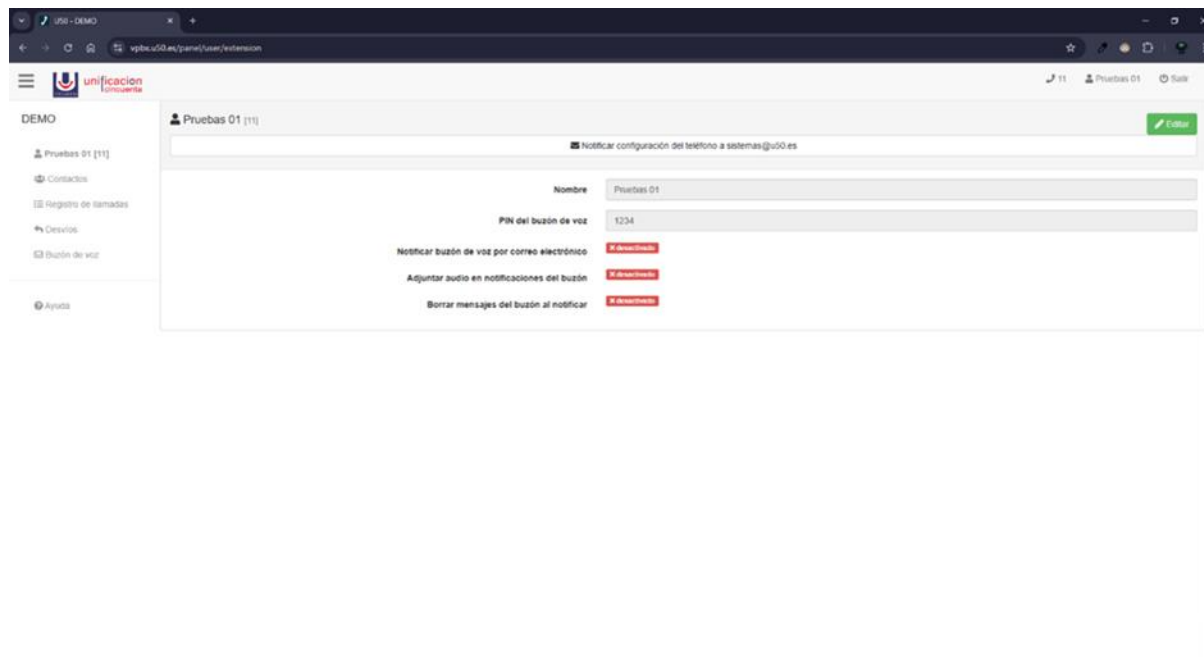 U50 - DEMO
vpbx.u50.es/panel/user/extension
unificacion
cincuenta
11 Pruebas 01 Salir
DEMO
Pruebas 01 [11]
Contactos
Registro de llamadas
Desvíos
Buzón de voz
Ayuda
Pruebas 01 [11]
Editar
Notificar configuración del teléfono a sistemas@u50.es
Nombre Pruebas 01
PIN del buzón de voz 1234
Notificar buzón de voz por correo electrónico desactivado
Adjuntar audio en notificaciones del buzón desactivado
Borrar mensajes del buzón al notificar desactivado